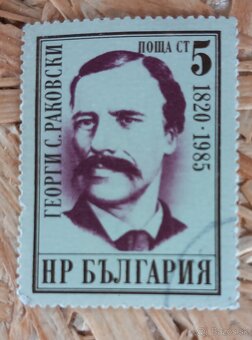 ГЕОРГИ С. РАКОВСКИ
ПОЩА СТ 5
1820·1985
НР БЪЛГАРИЯ